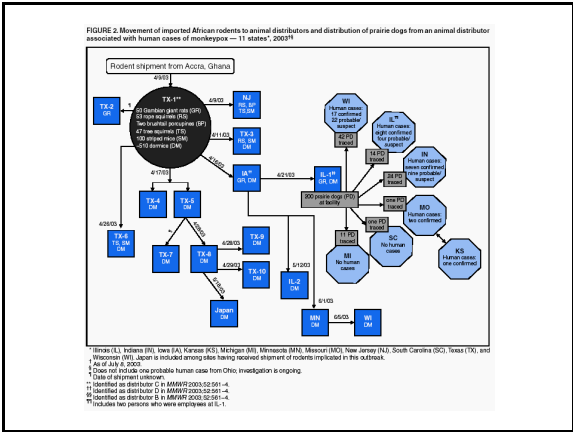 FIGURE 2. Movement of imported African rodents to animal distributors and distribution of prairie dogs from an animal distributor
associated with human cases of monkeypox — 11 states*, 2003†§
Rodent shipment from Accra, Ghana
4/9/03
TX-1**
50 Gambian giant rats (GR)
53 rope squirrels (RS)
Two brushtail porcupines (BP)
47 tree squirrels (TS)
100 striped mice (SM)
~510 dormice (DM)
TX-2
GR
¶
4/9/03
NJ
RS, BP
TS,SM
4/11/03
TX-3
RS, SM
DM
4/16/03
IA††
GR, DM
4/21/03
IL-1§§
GR, DM
4/17/03
TX-4
DM
TX-5
DM
4/26/03
TX-6
TS, SM
DM
¶
TX-7
DM
4/28/03
TX-8
DM
4/28/03
TX-9
DM
4/29/03
TX-10
DM
5/18/03
Japan
DM
5/12/03
IL-2
DM
5/1/03
MN
DM
5/5/03
WI
DM
200 prairie dogs (PD)
at facility
42 PD
traced
WI
Human cases:
17 confirmed
22 probable/
suspect
14 PD
traced
IL¶¶
Human cases:
eight confirmed
four probable/
suspect
24 PD
traced
IN
Human cases:
seven confirmed
nine probable/
suspect
one PD
traced
MO
Human cases:
two confirmed
KS
Human cases:
one confirmed
one PD
traced
SC
No human
cases
11 PD
traced
MI
No human
cases
* Illinois (IL), Indiana (IN), Iowa (IA), Kansas (KS), Michigan (MI), Minnesota (MN), Missouri (MO), New Jersey (NJ), South Carolina (SC), Texas (TX), and
Wisconsin (WI). Japan is included among sites having received shipment of rodents implicated in this outbreak.
† As of July 8, 2003.
§ Does not include one probable human case from Ohio; investigation is ongoing.
¶ Date of shipment unknown.
** Identified as distributor C in MMWR 2003;52:561–4.
†† Identified as distributor D in MMWR 2003;52:561–4.
§§ Identified as distributor B in MMWR 2003;52:561–4.
¶¶ Includes two persons who were employees at IL-1.